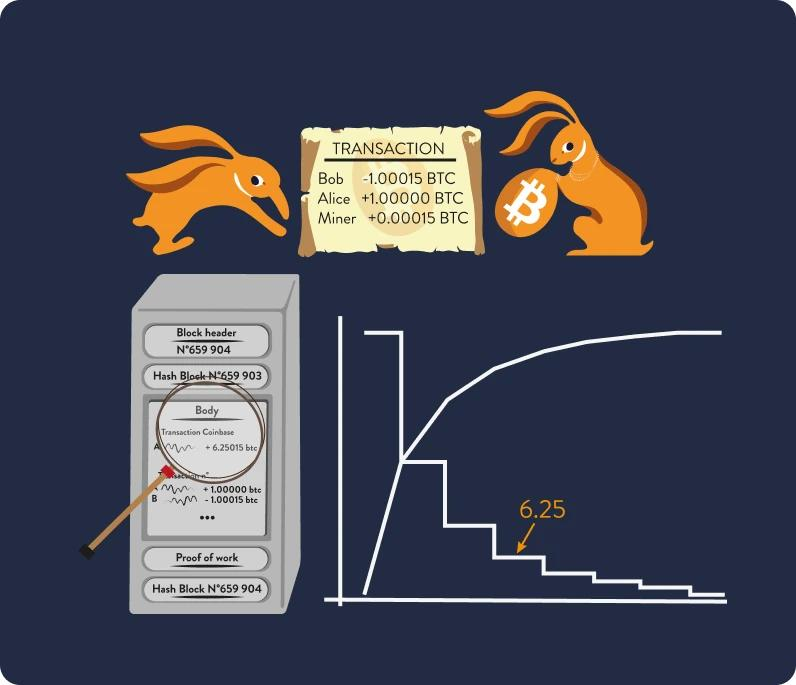 TRANSACTION
Bob -1.00015 BTC
Alice +1.00000 BTC
Miner +0.00015 BTC
Block header
N°659 904
Hash Block N°659 903
Body
Transaction Coinbase
A + 6.25015 btc
Transaction n°
A + 1.00000 btc
B - 1.00015 btc
•••
Proof of work
Hash Block N°659 904
6.25